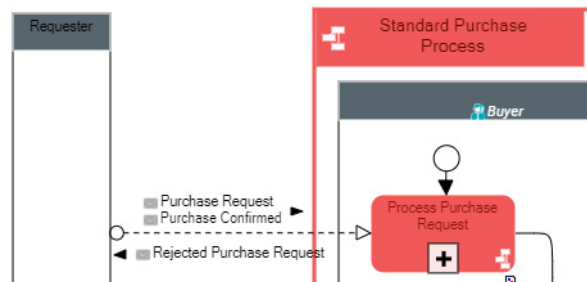 Requester
Standard Purchase
Process
Buyer
Purchase Request
Purchase Confirmed
Rejected Purchase Request
Process Purchase
Request